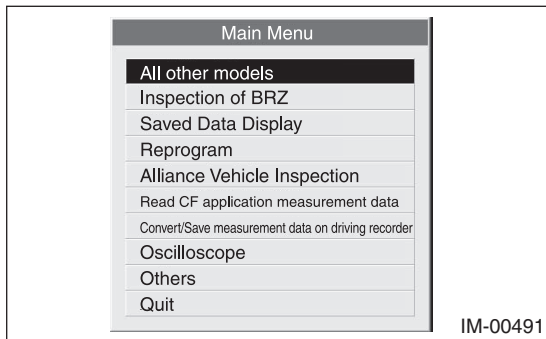 Main Menu
All other models
Inspection of BRZ
Saved Data Display
Reprogram
Alliance Vehicle Inspection
Read CF application measurement data
Convert/Save measurement data on driving recorder
Oscilloscope
Others
Quit
IM-00491